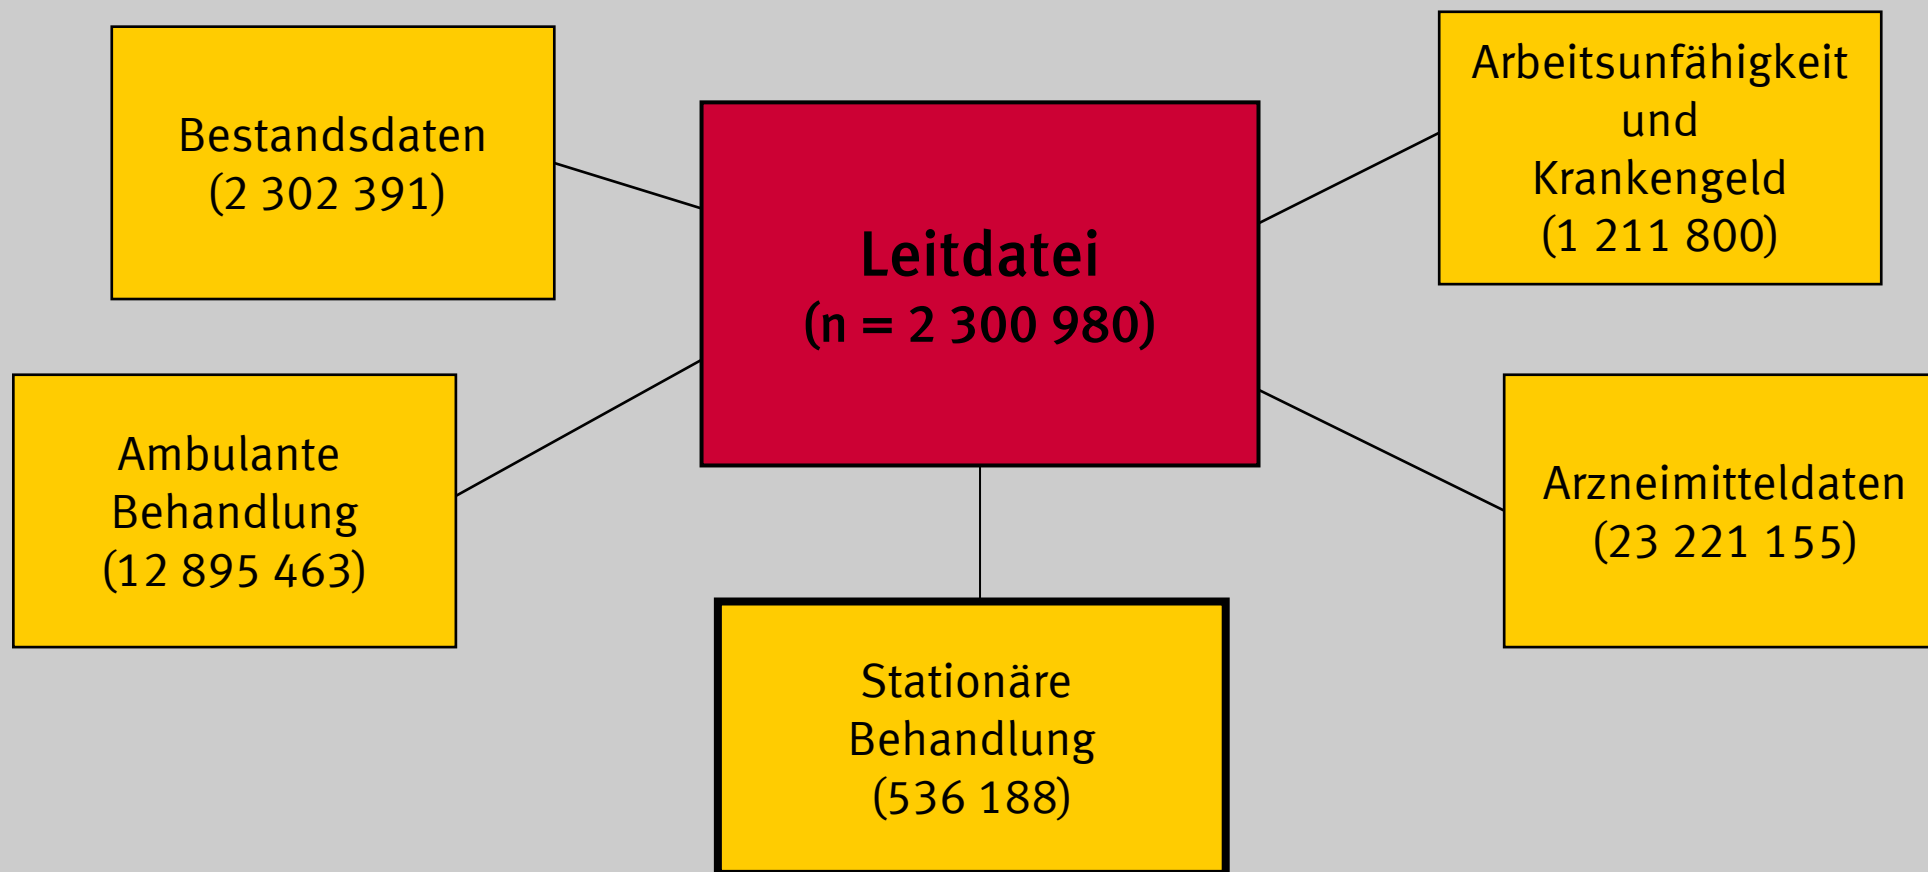 Bestandsdaten
(2 302 391)
Leitdatei
(n = 2 300 980)
Arbeitsunfähigkeit
und
Krankengeld
(1 211 800)
Ambulante
Behandlung
(12 895 463)
Arzneimitteldaten
(23 221 155)
Stationäre
Behandlung
(536 188)